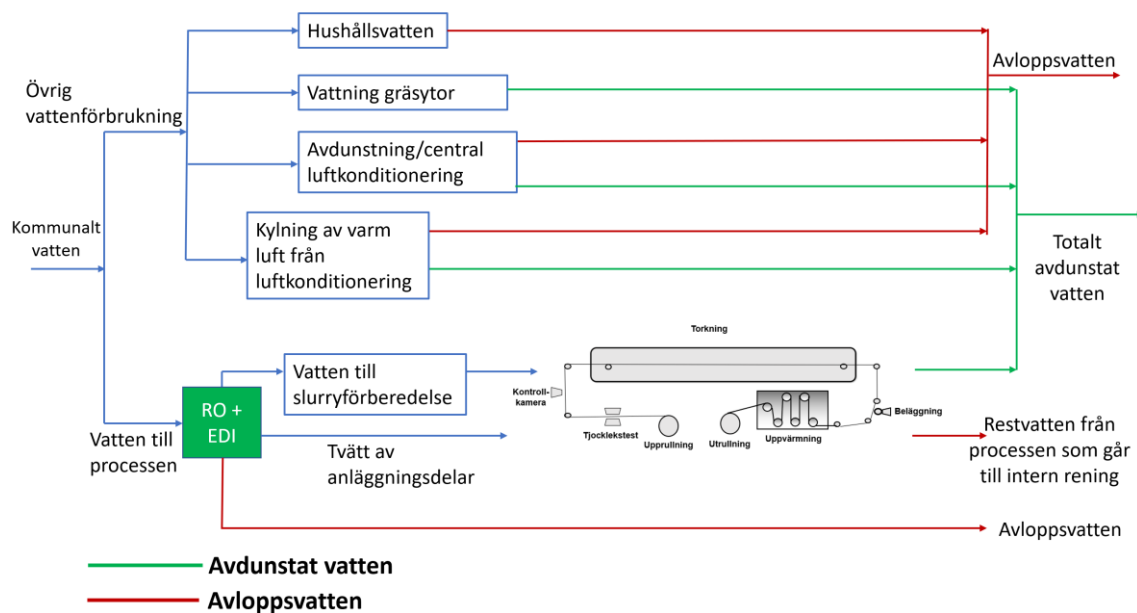 Hushållsvatten
Avloppsvatten
Övrig
vattenförbrukning
Vattning gräsytor
Avdunstning/central
luftkonditionering
Kommunalt
vatten
Kylning av varm
luft från
luftkonditionering
Totalt
avdunstat
vatten
Torkning
Vatten till
slurryförberedelse
Kontroll-
kamera
RO +
EDI
Beläggning
Tjocklekstest
Upprullning
Utrullning
Uppvärmning
Vatten till
processen
Tvätt av
anläggningsdelar
Restvatten från
processen som går
till intern rening
Avloppsvatten
Avdunstat vatten
Avloppsvatten